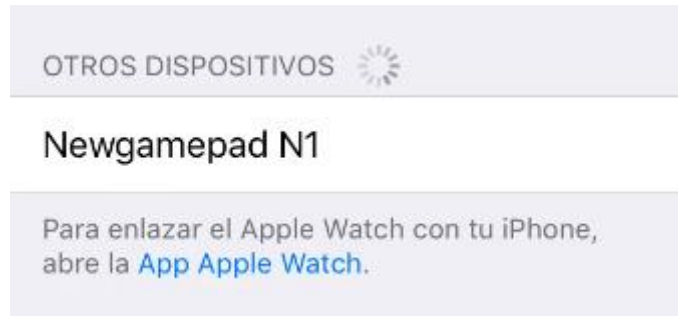 OTROS DISPOSITIVOS
Newgamepad N1
Para enlazar el Apple Watch con tu iPhone,
abre la App Apple Watch.